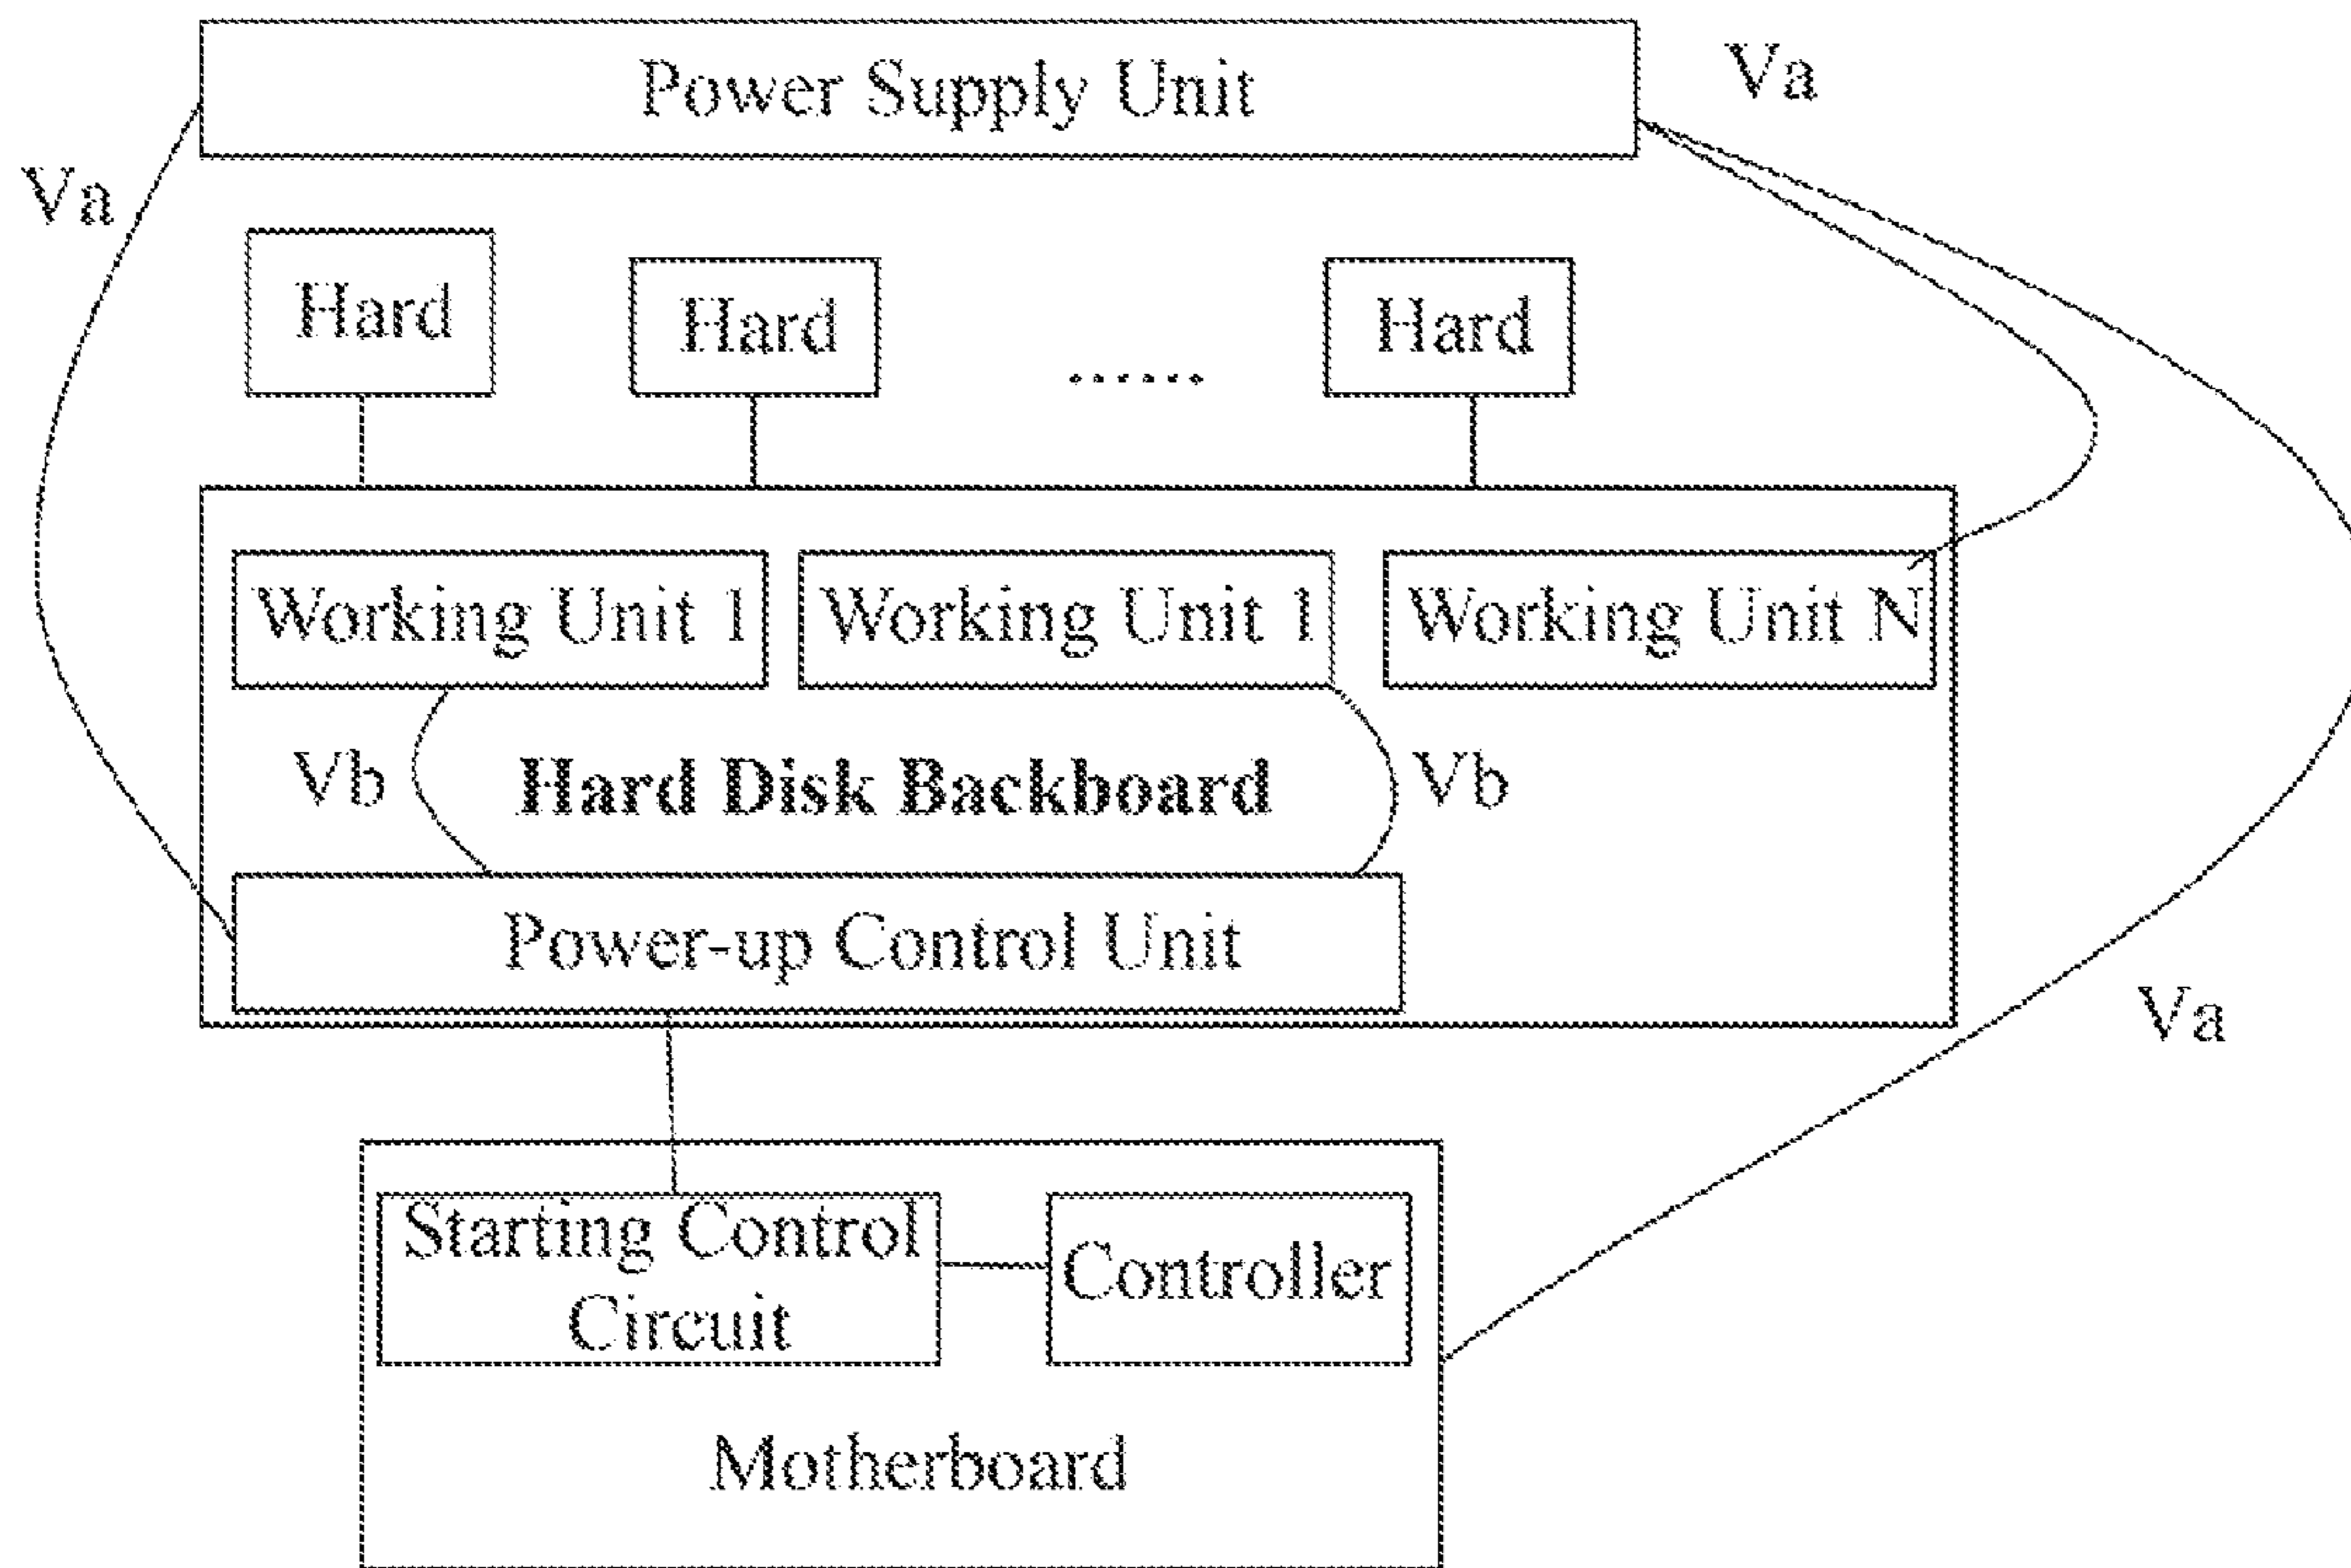 Power Supply Unit
Va
Va
Hard
Hard
......
Hard
Working Unit 1
Working Unit 1
Working Unit N
Vb
Hard Disk Backboard
Vb
Power-up Control Unit
Va
Starting Control
Circuit
Controller
Motherboard